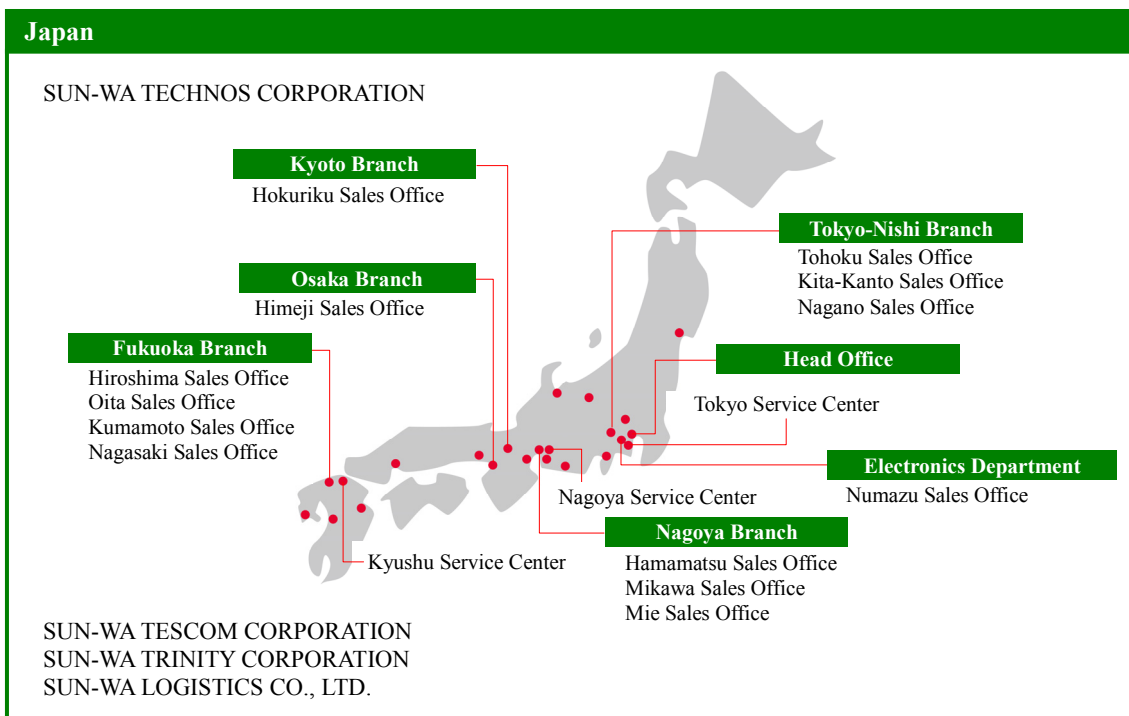 Japan
SUN-WA TECHNOS CORPORATION
Kyoto Branch
Hokuriku Sales Office
Tokyo-Nishi Branch
Tohoku Sales Office
Kita-Kanto Sales Office
Nagano Sales Office
Osaka Branch
Himeji Sales Office
Fukuoka Branch
Hiroshima Sales Office
Oita Sales Office
Kumamoto Sales Office
Nagasaki Sales Office
Head Office
Tokyo Service Center
Electronics Department
Numazu Sales Office
Nagoya Service Center
Nagoya Branch
Hamamatsu Sales Office
Mikawa Sales Office
Mie Sales Office
Kyushu Service Center
SUN-WA TESCOM CORPORATION
SUN-WA TRINITY CORPORATION
SUN-WA LOGISTICS CO., LTD.